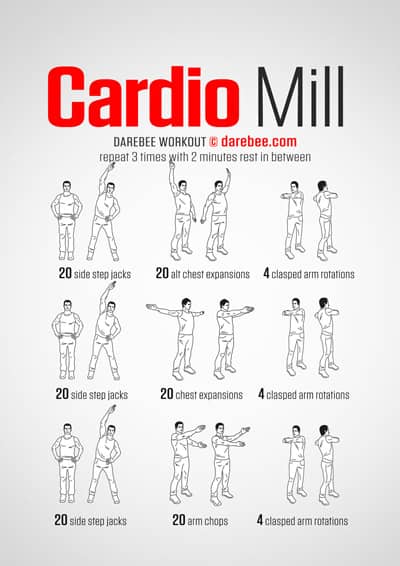 Cardio Mill
DAREBEE WORKOUT © darebee.com
repeat 3 times with 2 minutes rest in between
20 side step jacks 20 alt chest expansions 4 clasped arm rotations
20 side step jacks 20 chest expansions 4 clasped arm rotations
20 side step jacks 20 arm chops 4 clasped arm rotations